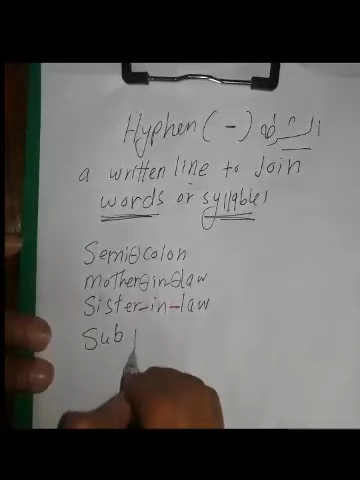 Hyphen (-) الشرطة
a written line to join
words or syllables
Semi-colon
mother-in-law
Sister-in-law
Sub